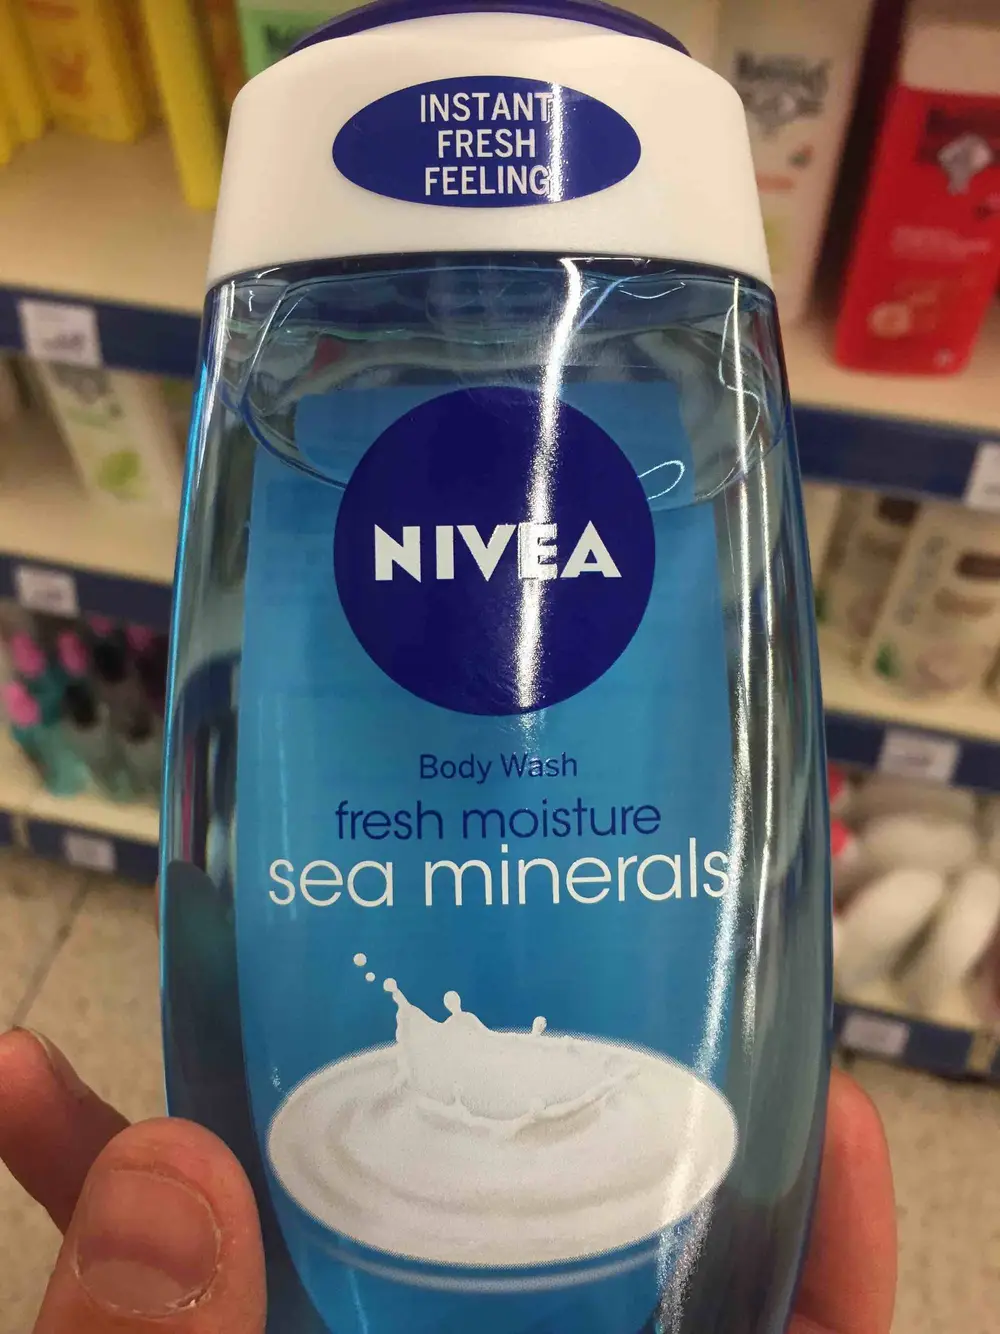 INSTANT
FRESH
FEELING
NIVEA
Body Wash
fresh moisture
sea minerals